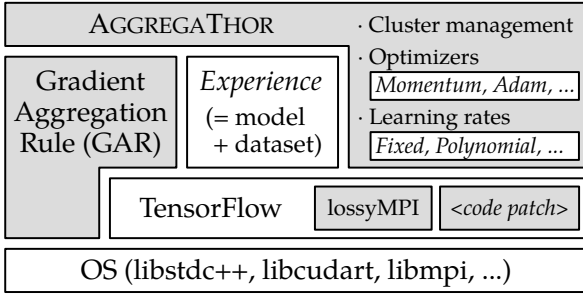 AGGREGATHOR
· Cluster management
· Optimizers
Momentum, Adam, ...
· Learning rates
Fixed, Polynomial, ...
Gradient
Aggregation
Rule (GAR)
Experience
(= model
+ dataset)
TensorFlow
lossyMPI
<code patch>
OS (libstdc++, libcudart, libmpi, ...)